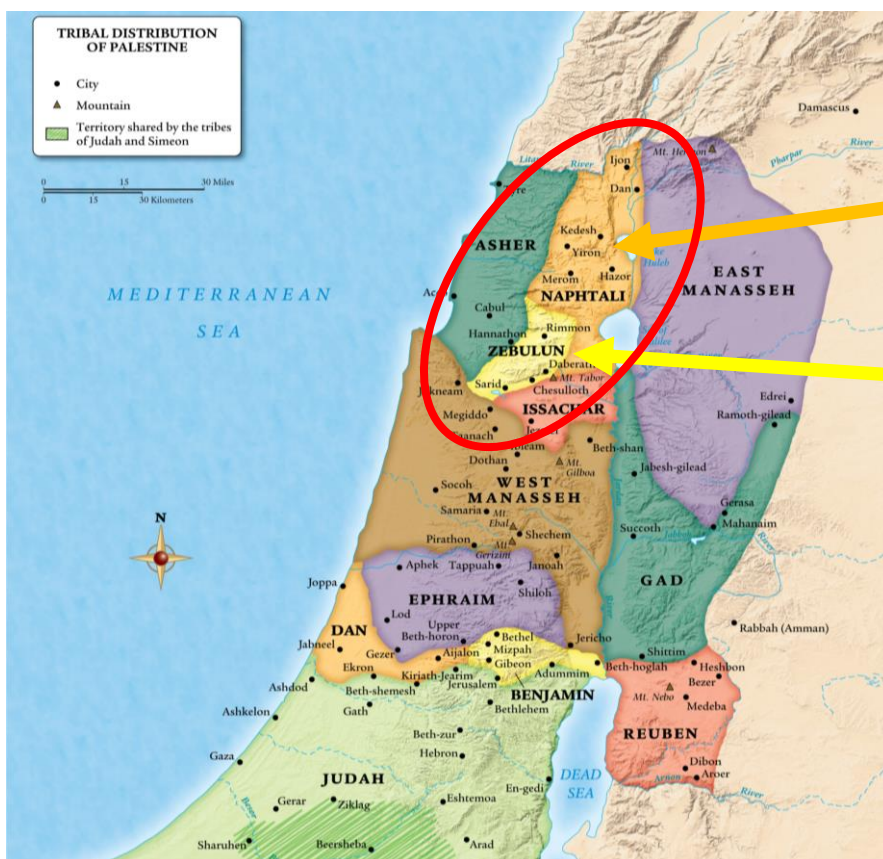 TRIBAL DISTRIBUTION
OF PALESTINE
City
Mountain
Territory shared by the tribes
of Judah and Simeon
0 15 30 Miles
0 15 30 Kilometers
Damascus
Mt. Hermon
Pharpar River
Litani River
Ijon
Dan
Tyre
ASHER
Kedesh
Yiron
Merom
Hazor
NAPHTALI
EAST
MANASSEH
MEDITERRANEAN
SEA
Cabul
Hannathon
Rimmon
ZEBULUN
Sea of
Daberath
Mt. Tabor
Sarid
Chesulloth
Jokneam
ISSACHAR
Megiddo
Edrei
Ramoth-gilead
Beth-shan
Dothan
Mt.
Gilboa
Jabesh-gilead
WEST
MANASSEH
Socoh
Samaria
Mt.
Ebal
Shechem
Gerasa
Mahanaim
Succoth
N
Pirathon
Mt.
Gerizim
Janoah
Aphek
Tappuah
GAD
Joppa
EPHRAIM
Shiloh
Lod
DAN
Upper
Beth-horon
Bethel
Mizpah
Gibeon
Jericho
Rabbah (Amman)
Jabneel
Gezer
Aijalon
Shittim
Beth-hoglah
Heshbon
Ekron
Kiriath-Jearim
Adummim
Bezer
Ashdod
Beth-shemesh
Jerusalem
BENJAMIN
Mt. Nebo
Medeba
Ashkelon
Gath
Bethlehem
REUBEN
Beth-zur
Hebron
Gaza
DEAD
SEA
Dibon
Aroer
Arnon River
JUDAH
En-gedi
Gerar
Ziklag
Eshtemoa
Sharuhen
Beersheba
Arad